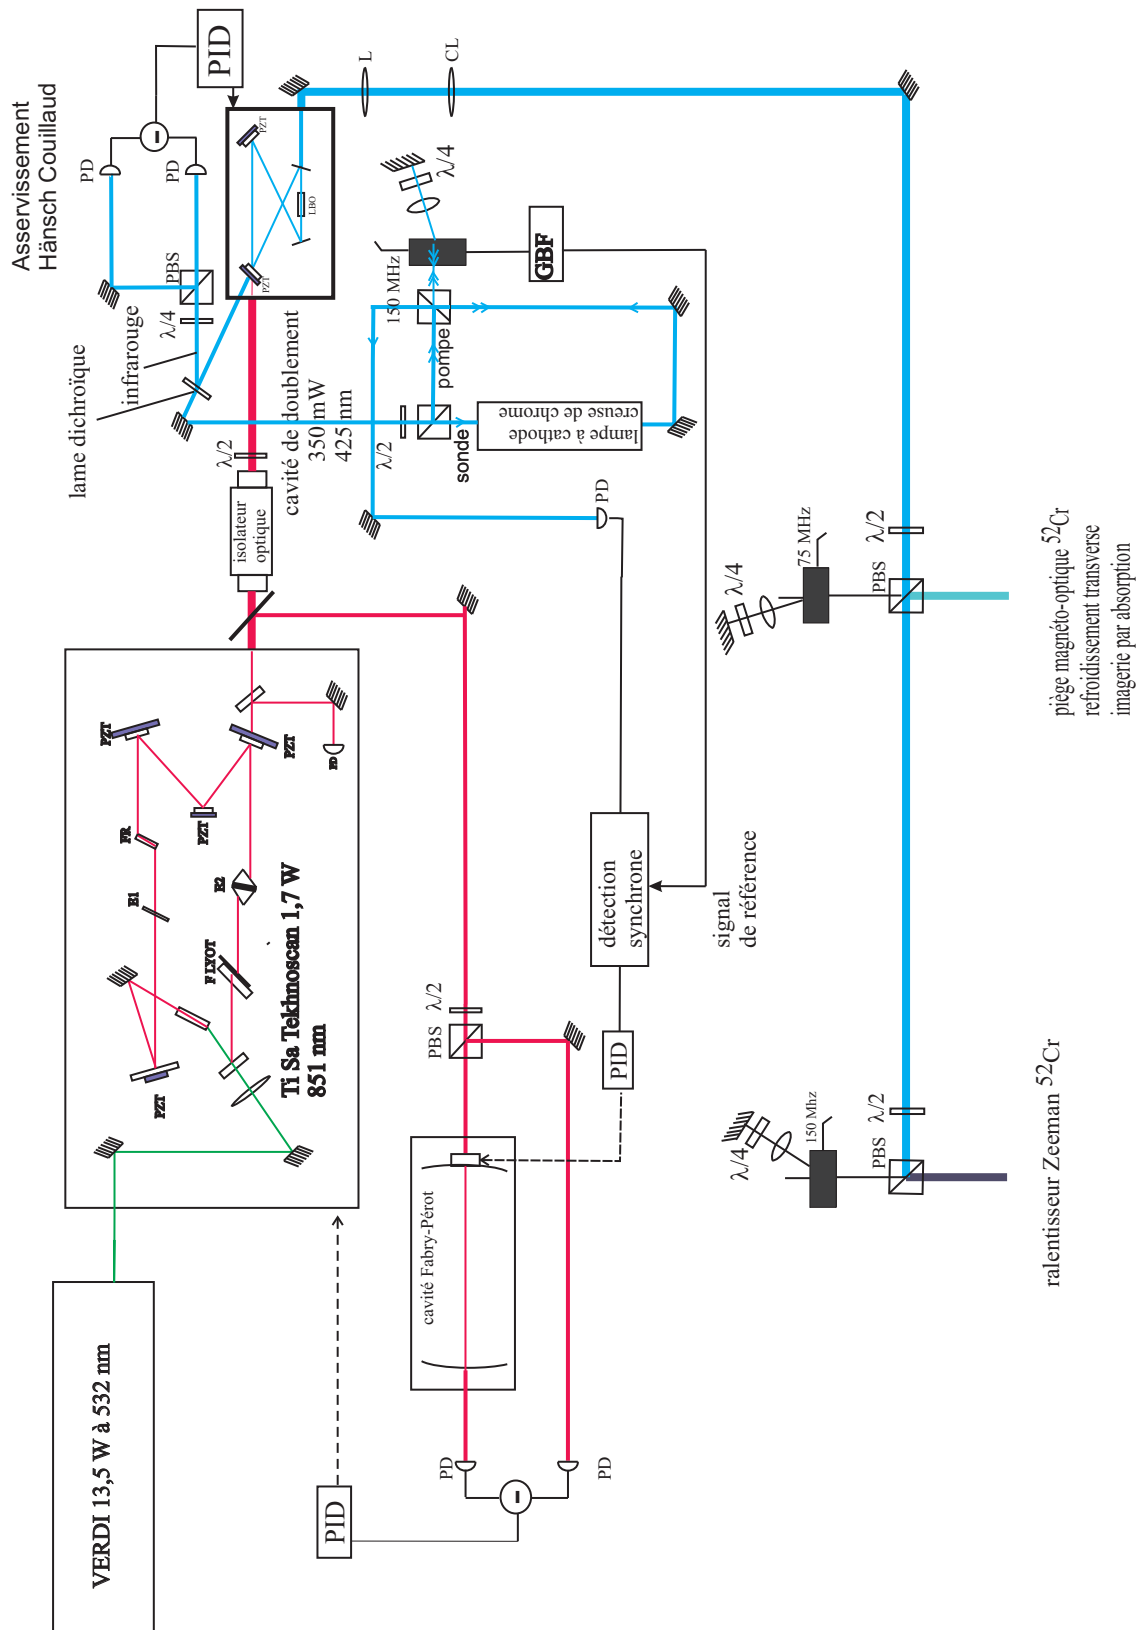 Asservissement
Hänsch Couillaud
PID
PD
PD
PBS
λ/4
infrarouge
lame dichroïque
PZT
PZT
LBO
L
CL
λ/4
150 MHz
GBF
pompe
sonde
λ/2
lampe à cathode
creuse de chrome
cavité de doublement
350 mW
425 nm
λ/2
isolateur
optique
PD
PZT
PZT
PZT
PD
FR
E1
E2
F LYOT
PZT
Ti Sa Tekhnoscan 1,7 W
851 nm
VERDI 13,5 W à 532 nm
PID
cavité Fabry-Pérot
PBS
λ/2
PD
PD
PID
détection
synchrone
signal
de référence
λ/4
75 MHz
PBS
λ/2
piège magnéto-optique 52Cr
refroidissement transverse
imagerie par absorption
λ/4
150 Mhz
PBS
λ/2
ralentisseur Zeeman 52Cr